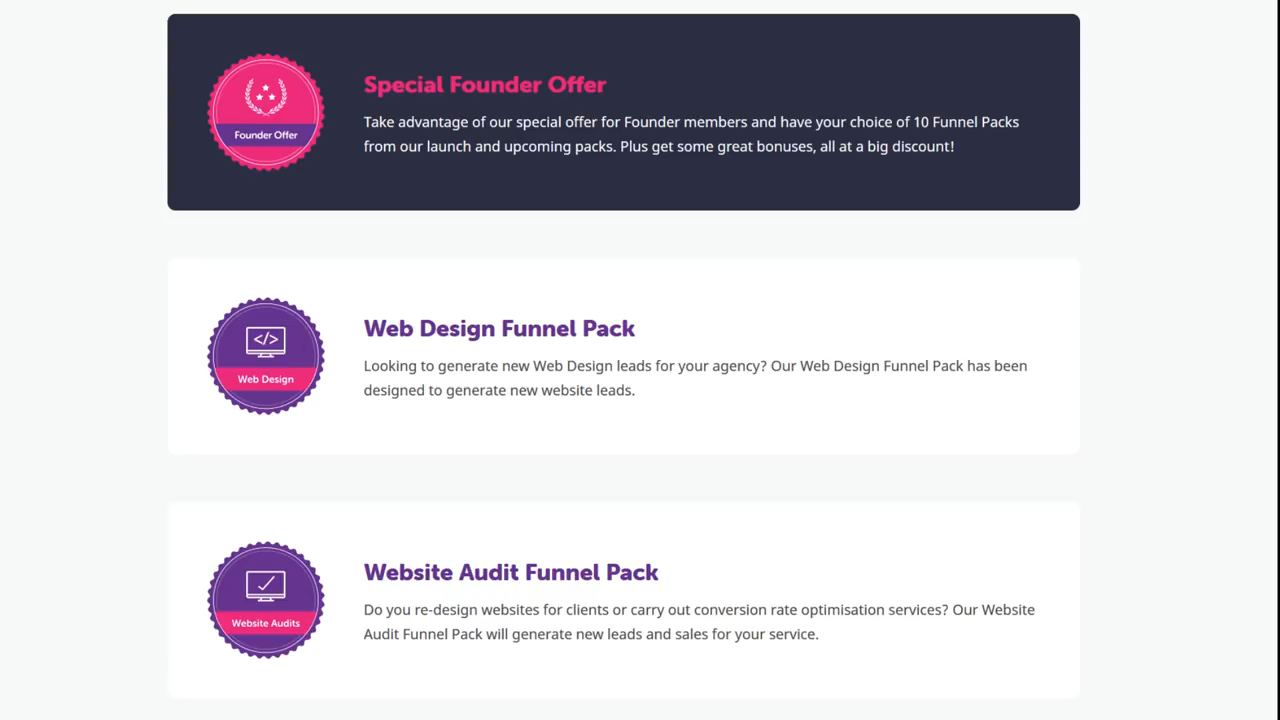 Special Founder Offer
Founder Offer
Take advantage of our special offer for Founder members and have your choice of 10 Funnel Packs
from our launch and upcoming packs. Plus get some great bonuses, all at a big discount!
Web Design Funnel Pack
Web Design
Looking to generate new Web Design leads for your agency? Our Web Design Funnel Pack has been
designed to generate new website leads.
Website Audit Funnel Pack
Website Audits
Do you re-design websites for clients or carry out conversion rate optimisation services? Our Website
Audit Funnel Pack will generate new leads and sales for your service.